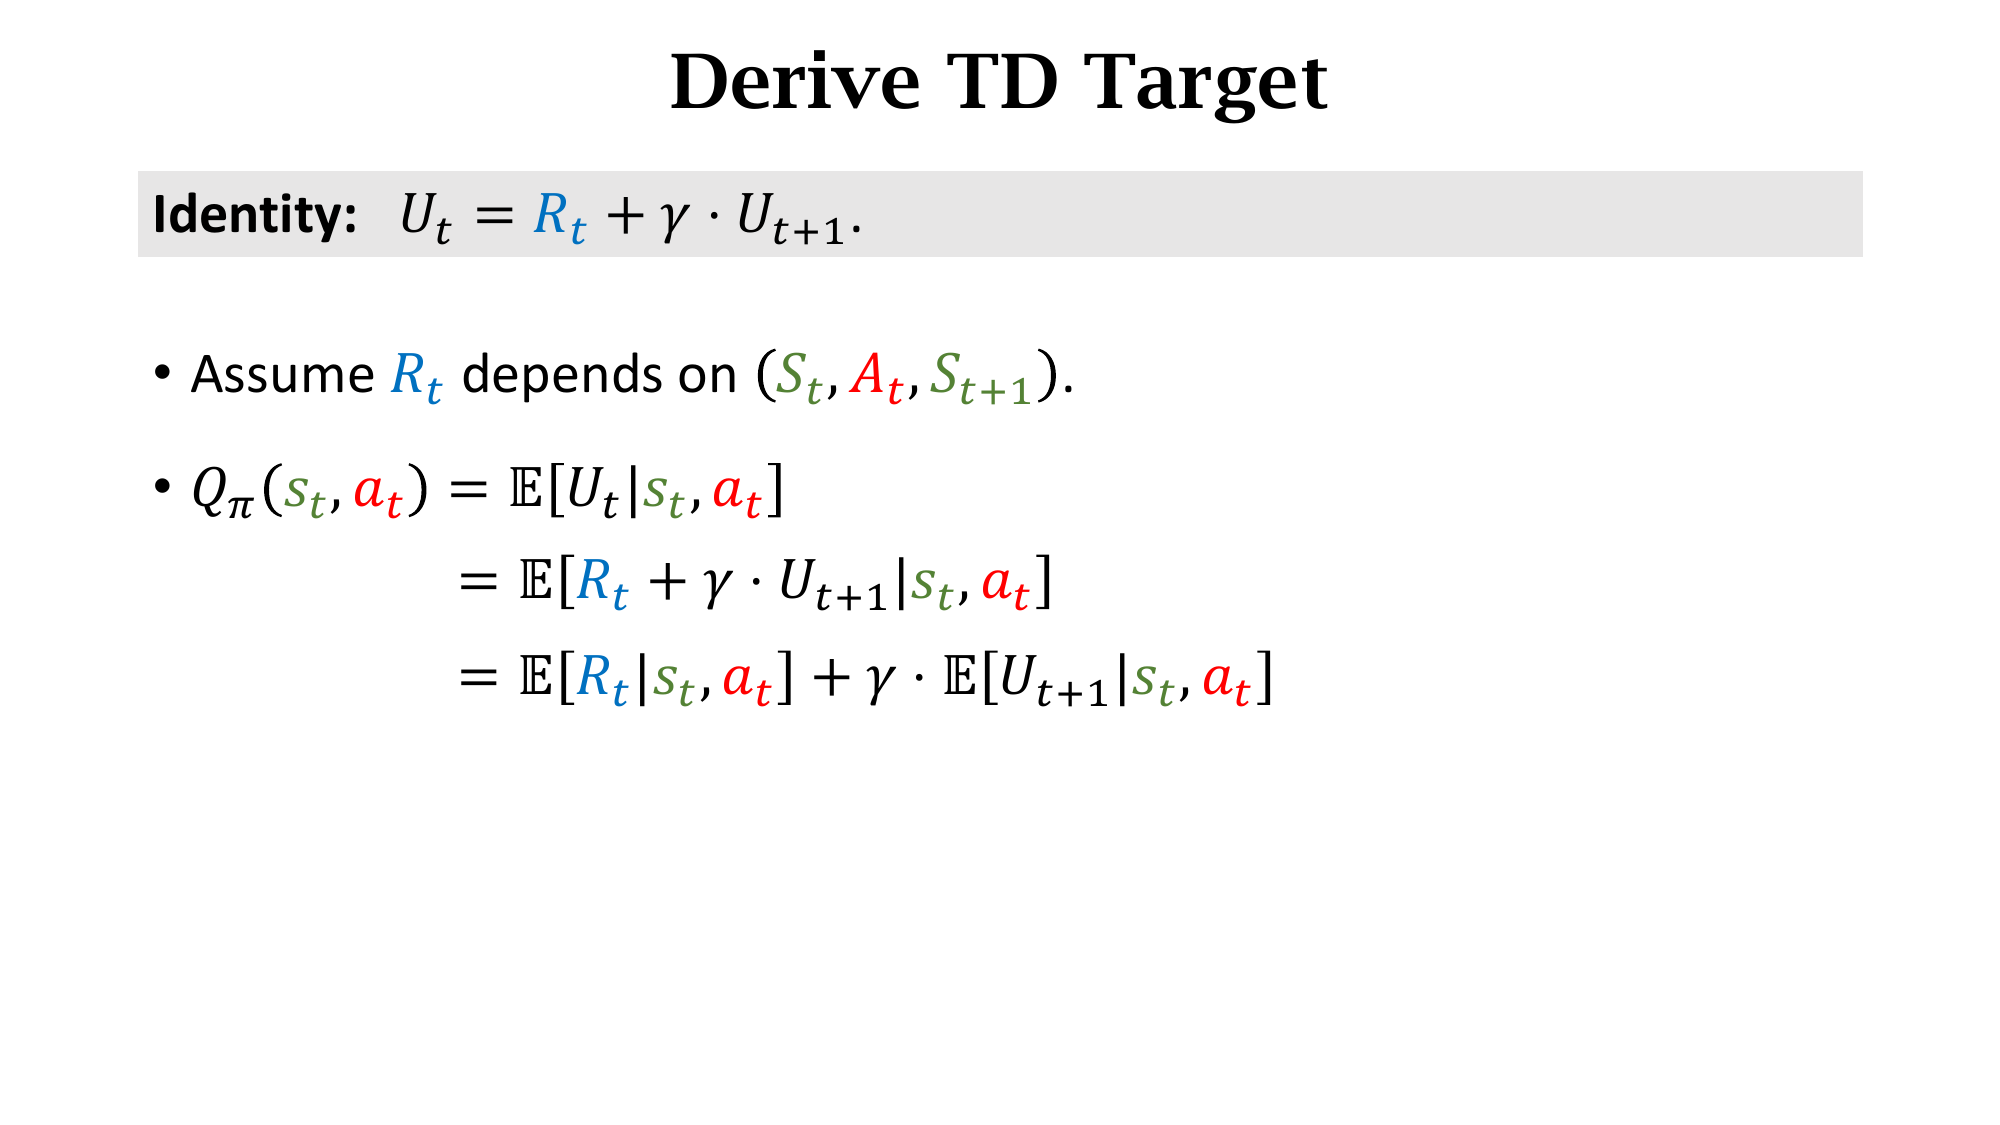 Derive TD Target
Identity: $U_t = R_t + \gamma \cdot U_{t+1}.$
• Assume $R_t$ depends on $(S_t, A_t, S_{t+1})$.
• $Q_\pi(s_t, a_t) = \mathbb{E}[U_t | s_t, a_t]$
$= \mathbb{E}[R_t + \gamma \cdot U_{t+1} | s_t, a_t]$
$= \mathbb{E}[R_t | s_t, a_t] + \gamma \cdot \mathbb{E}[U_{t+1} | s_t, a_t]$